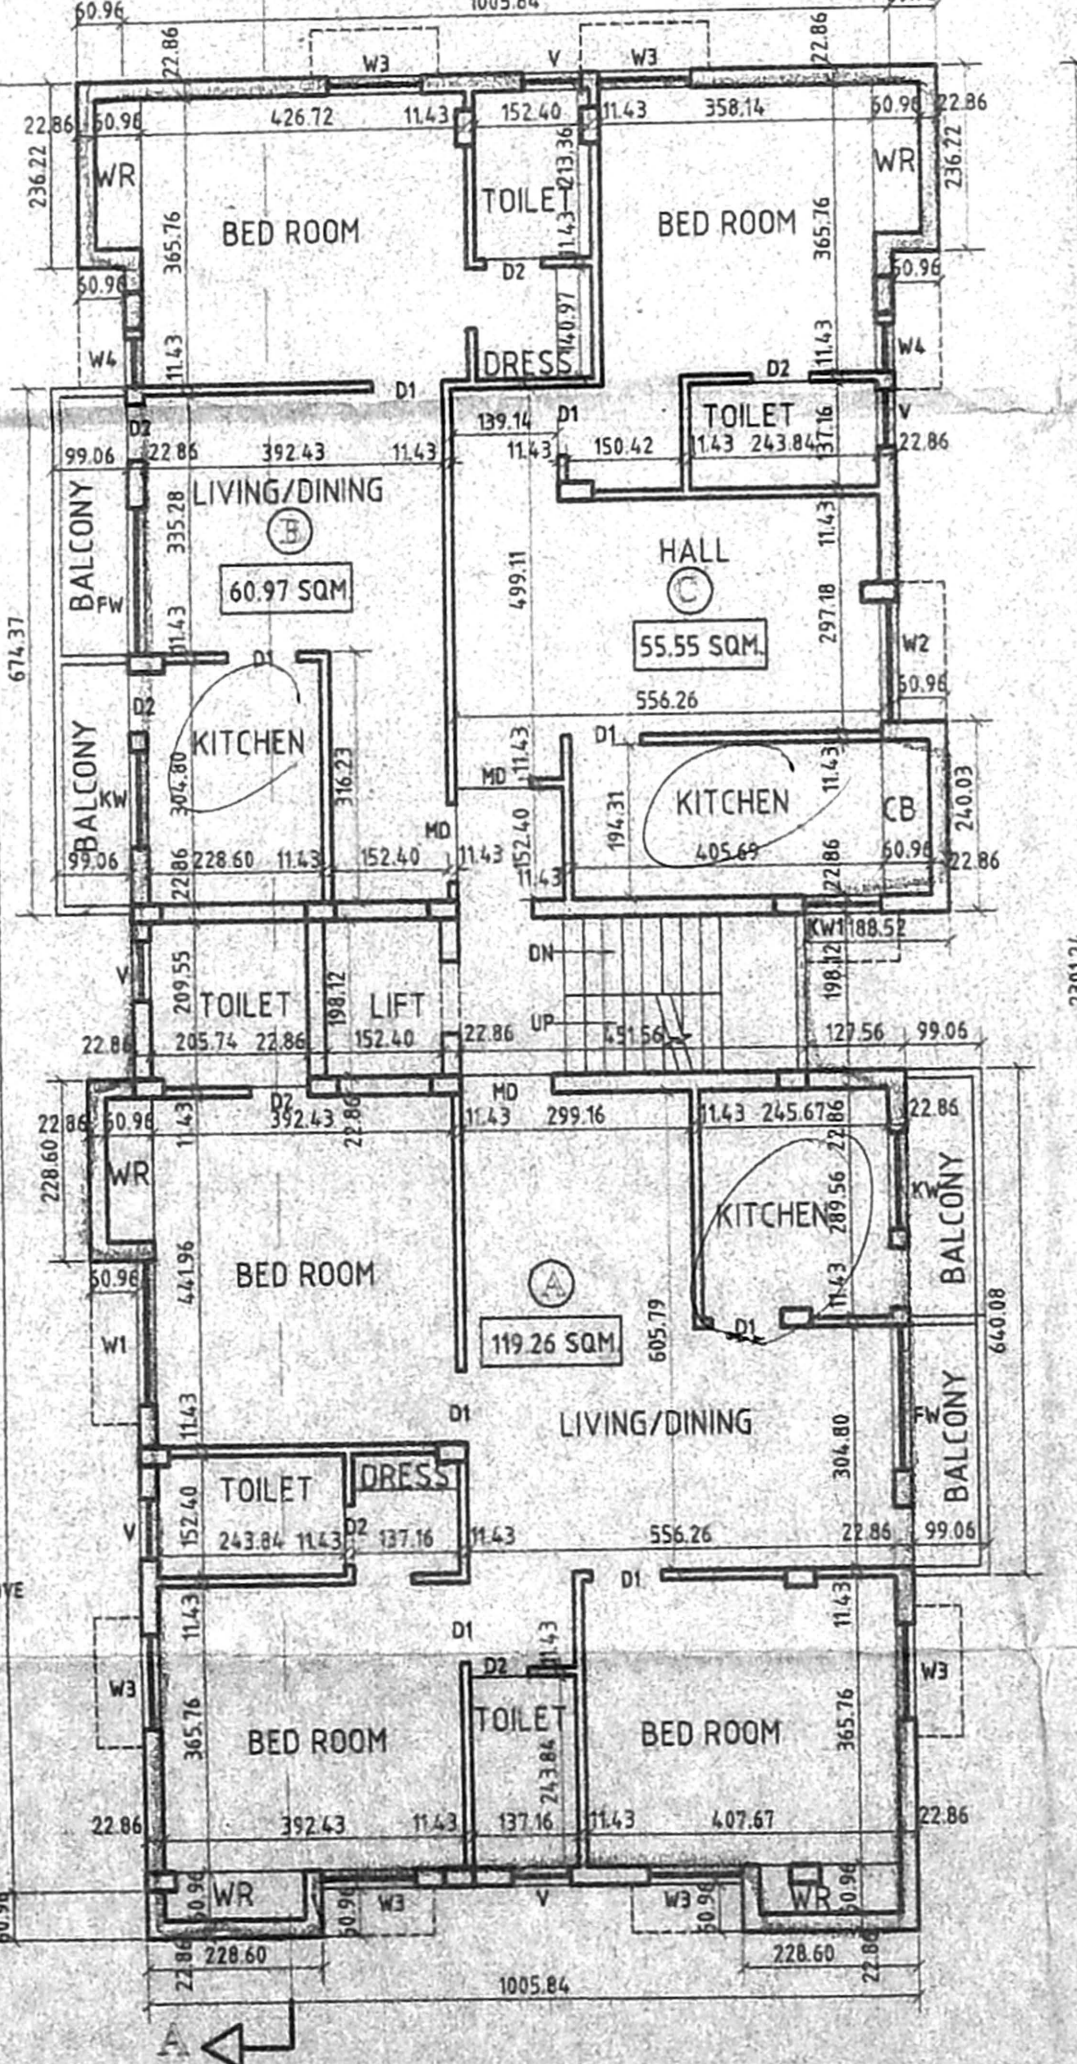 60.96
1005.84
22.86
22.86
W3
V
W3
22.86
60.96
426.72
11.43
152.40
11.43
358.14
60.96
22.86
236.22
WR
213.36
WR
236.22
TOILET
BED ROOM
365.76
BED ROOM
365.76
11.43
D2
60.96
60.96
140.97
W4
11.43
DRESS
11.43
W4
D2
D1
139.14
D1
TOILET
V
D2
137.16
99.06
22.86
392.43
11.43
11.43
150.42
11.43
243.84
22.86
LIVING/DINING
BALCONY
335.28
B
HALL
11.43
60.97 SQM
499.11
C
FW
297.18
11.43
55.55 SQM.
W2
674.37
D1
556.26
60.96
D2
KITCHEN
D1
BALCONY
11.43
11.43
MD
304.80
316.23
KITCHEN
CB
240.03
KW
194.31
MD
152.40
99.06
22.86
228.60
11.43
152.40
11.43
405.69
22.86
60.96
22.86
11.43
KW1
188.52
DN
V
209.55
TOILET
198.12
LIFT
198.12
UP
22.86
205.74
22.86
152.40
22.86
451.56
127.56
99.06
D2
MD
22.86
60.96
11.43
392.43
22.86
11.43
299.16
11.43
245.67
22.86
22.86
228.60
WR
KITCHEN
289.56
KW
BALCONY
441.96
BED ROOM
A
11.43
60.96
D1
W1
119.26 SQM.
605.79
640.08
11.43
D1
LIVING/DINING
304.80
FW
BALCONY
TOILET
DRESS
152.40
V
243.84
11.43
D2
137.16
11.43
556.26
22.86
99.06
VE
D1
11.43
D1
11.43
11.43
W3
D2
W3
365.76
BED ROOM
TOILET
BED ROOM
365.76
243.84
22.86
392.43
11.43
137.16
11.43
407.67
22.86
WR
60.96
60.96
W3
V
W3
60.96
WR
60.96
22.86
228.60
228.60
22.86
1005.84
A